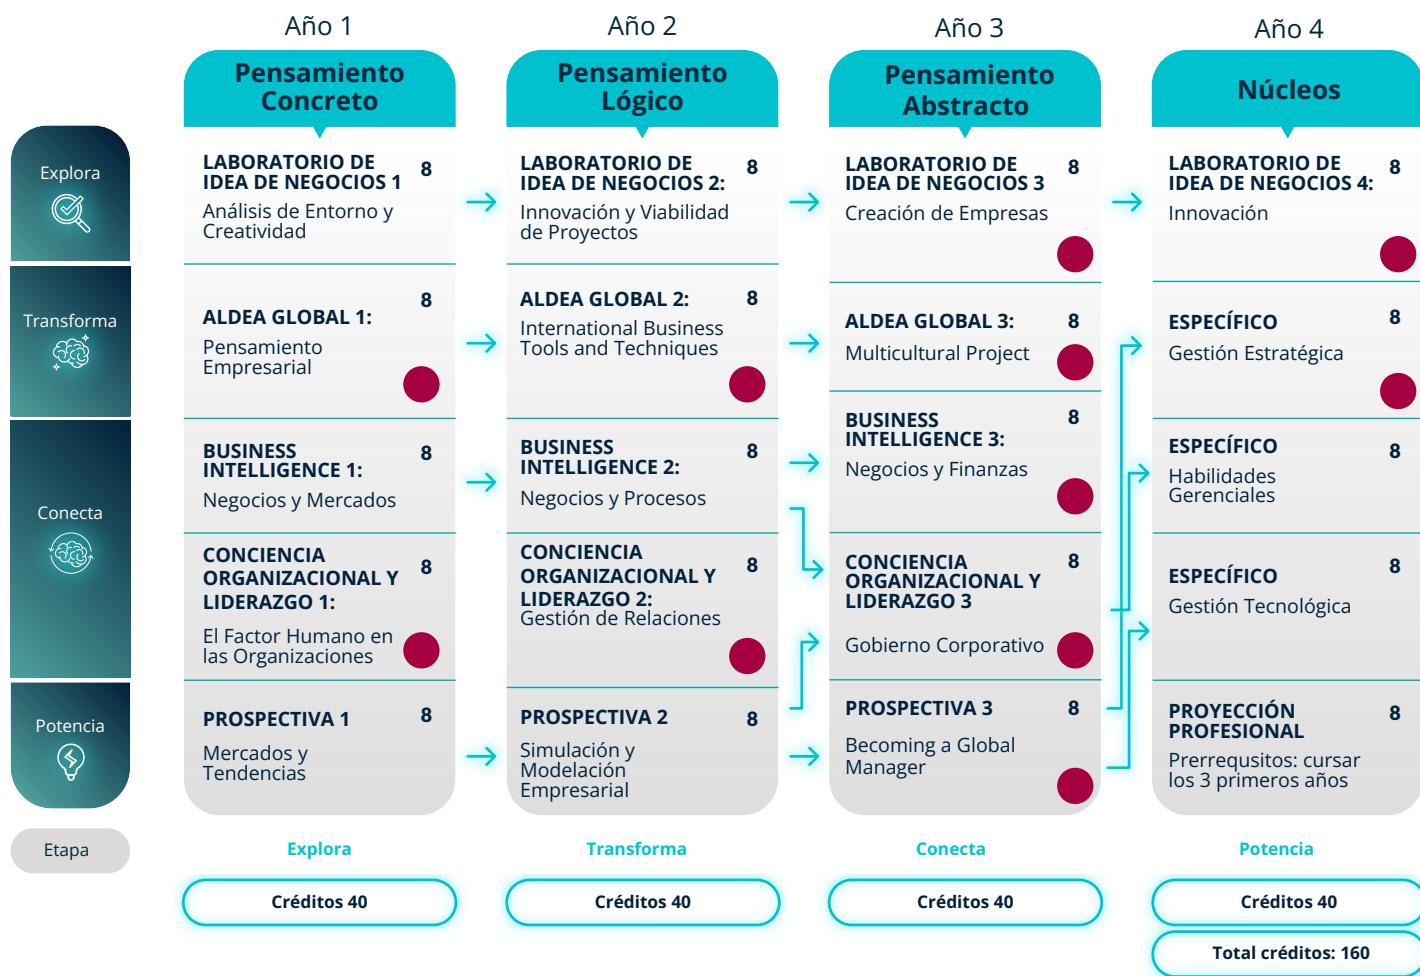 Año 1
Año 2
Año 3
Año 4
Pensamiento
Concreto
Pensamiento
Lógico
Pensamiento
Abstracto
Núcleos
Explora
Transforma
Conecta
Potencia
Etapa
LABORATORIO DE
IDEA DE NEGOCIOS 1
8
Análisis de Entorno y
Creatividad
ALDEA GLOBAL 1:
8
Pensamiento
Empresarial
BUSINESS
INTELLIGENCE 1:
8
Negocios y Mercados
CONCIENCIA
ORGANIZACIONAL Y
LIDERAZGO 1:
8
El Factor Humano en
las Organizaciones
PROSPECTIVA 1
8
Mercados y
Tendencias
Explora
Créditos 40
LABORATORIO DE
IDEA DE NEGOCIOS 2:
8
Innovación y Viabilidad
de Proyectos
ALDEA GLOBAL 2:
8
International Business
Tools and Techniques
BUSINESS
INTELLIGENCE 2:
8
Negocios y Procesos
CONCIENCIA
ORGANIZACIONAL Y
LIDERAZGO 2:
8
Gestión de Relaciones
PROSPECTIVA 2
8
Simulación y
Modelación
Empresarial
Transforma
Créditos 40
LABORATORIO DE
IDEA DE NEGOCIOS 3
8
Creación de Empresas
ALDEA GLOBAL 3:
8
Multicultural Project
BUSINESS
INTELLIGENCE 3:
8
Negocios y Finanzas
CONCIENCIA
ORGANIZACIONAL Y
LIDERAZGO 3
8
Gobierno Corporativo
PROSPECTIVA 3
8
Becoming a Global
Manager
Conecta
Créditos 40
LABORATORIO DE
IDEA DE NEGOCIOS 4:
8
Innovación
ESPECÍFICO
8
Gestión Estratégica
ESPECÍFICO
8
Habilidades
Gerenciales
ESPECÍFICO
8
Gestión Tecnológica
PROYECCIÓN
PROFESIONAL
8
Prerrequsitos: cursar
los 3 primeros años
Potencia
Créditos 40
Total créditos: 160